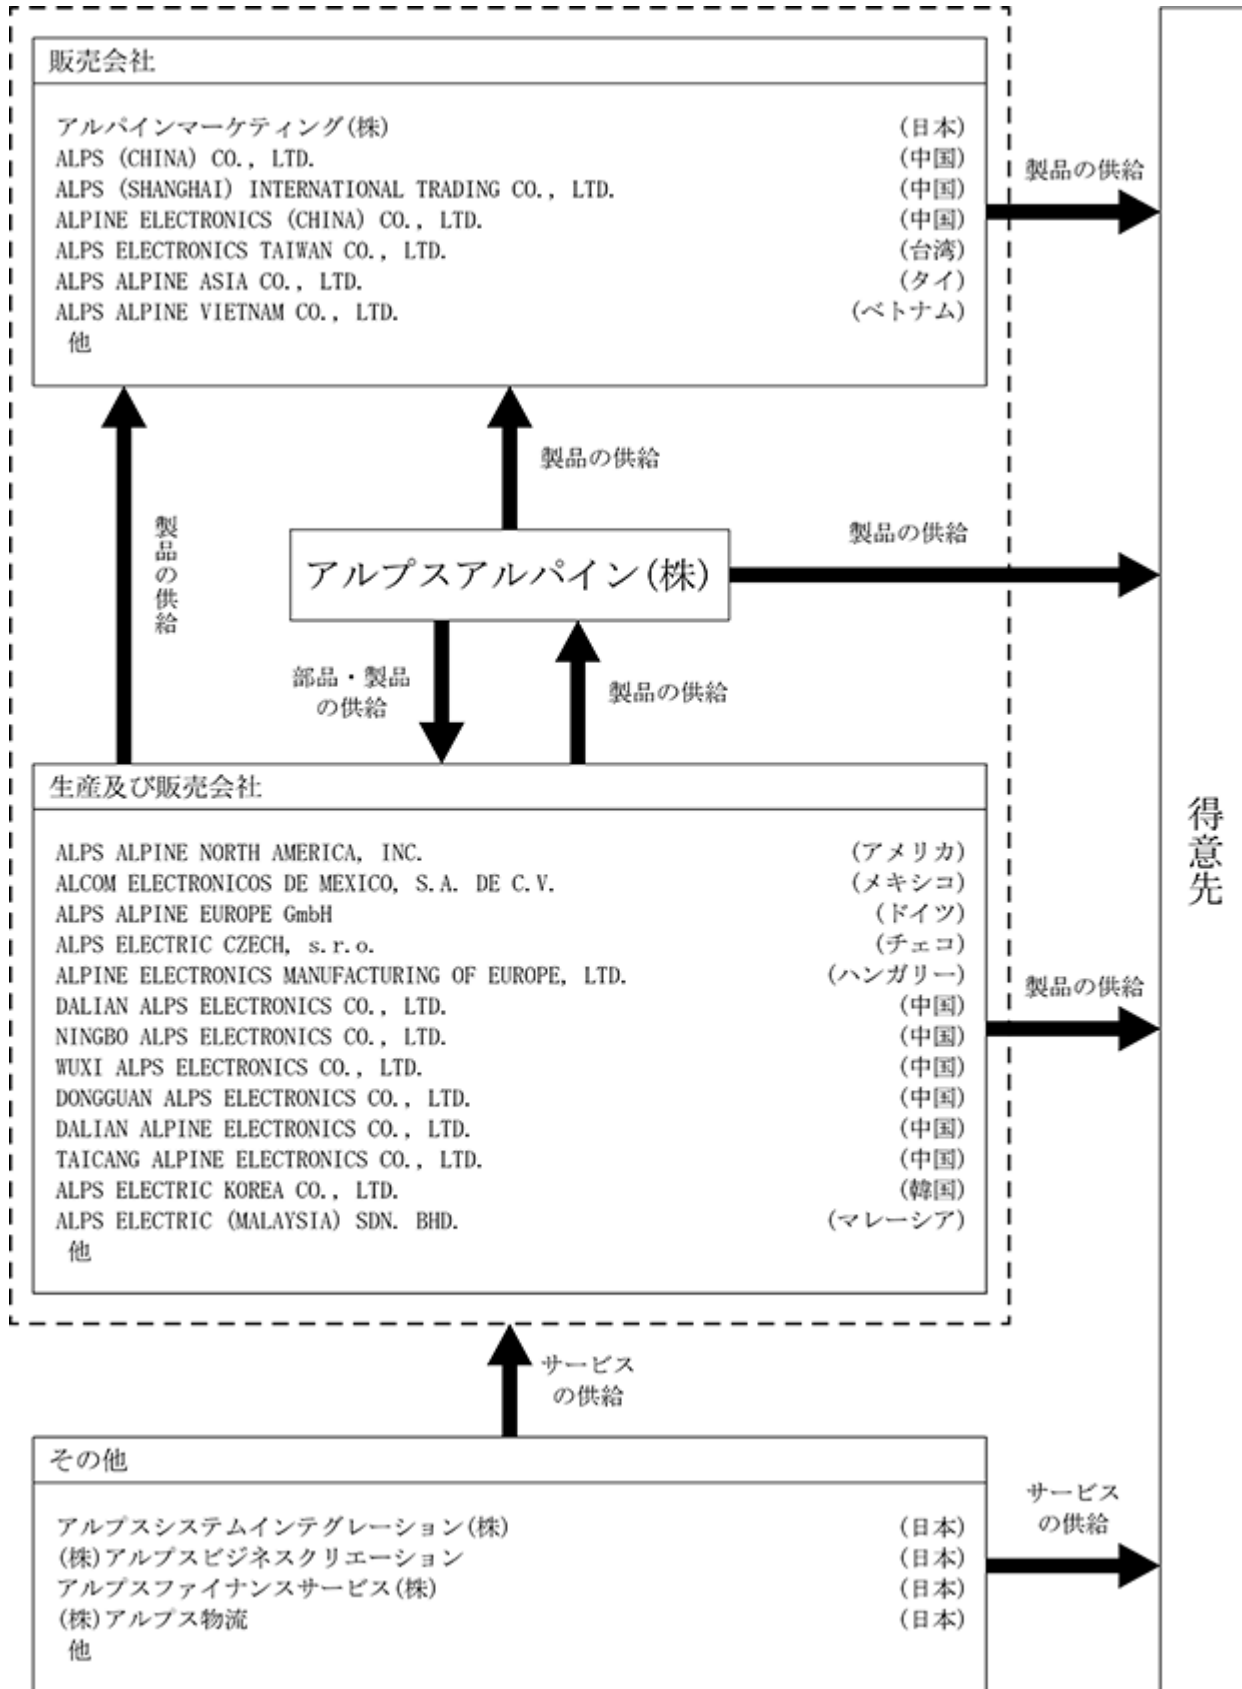 販売会社
アルパインマーケティング(株) (日本)
ALPS (CHINA) CO., LTD. (中国)
ALPS (SHANGHAI) INTERNATIONAL TRADING CO., LTD. (中国)
ALPINE ELECTRONICS (CHINA) CO., LTD. (中国)
ALPS ELECTRONICS TAIWAN CO., LTD. (台湾)
ALPS ALPINE ASIA CO., LTD. (タイ)
ALPS ALPINE VIETNAM CO., LTD. (ベトナム)
他
製品の供給
製品の供給
製品の供給
アルプスアルパイン(株)
製品の供給
部品・製品
の供給
製品の供給
生産及び販売会社
ALPS ALPINE NORTH AMERICA, INC. (アメリカ)
ALCOM ELECTRONICOS DE MEXICO, S.A. DE C.V. (メキシコ)
ALPS ALPINE EUROPE GmbH (ドイツ)
ALPS ELECTRIC CZECH, s.r.o. (チェコ)
ALPINE ELECTRONICS MANUFACTURING OF EUROPE, LTD. (ハンガリー)
DALIAN ALPS ELECTRONICS CO., LTD. (中国)
NINGBO ALPS ELECTRONICS CO., LTD. (中国)
WUXI ALPS ELECTRONICS CO., LTD. (中国)
DONGGUAN ALPS ELECTRONICS CO., LTD. (中国)
DALIAN ALPINE ELECTRONICS CO., LTD. (中国)
TAICANG ALPINE ELECTRONICS CO., LTD. (中国)
ALPS ELECTRIC KOREA CO., LTD. (韓国)
ALPS ELECTRIC (MALAYSIA) SDN. BHD. (マレーシア)
他
製品の供給
得意先
サービス
の供給
その他
アルプスシステムインテグレーション(株) (日本)
(株)アルプスビジネスクリエーション (日本)
アルプスファイナンスサービス(株) (日本)
(株)アルプス物流 (日本)
他
サービス
の供給